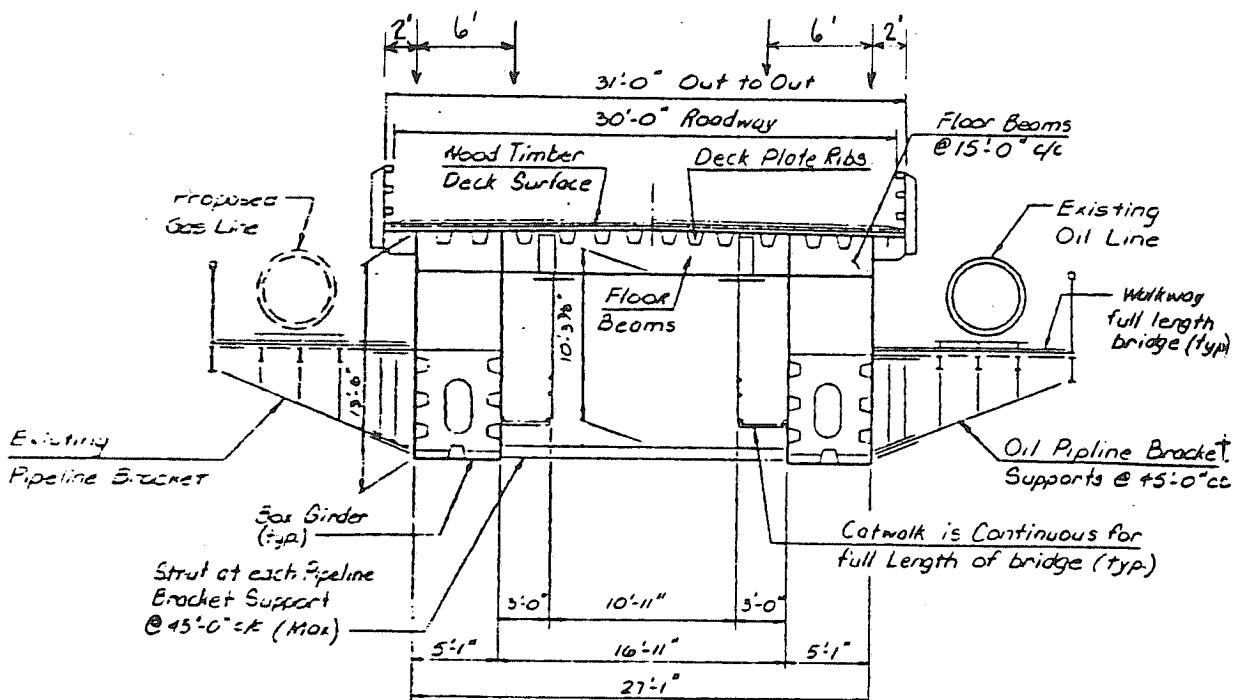 2' 6' 6' 2'
31'-0" Out to Out
30'-0" Roadway
Floor Beams
@ 15'-0" c/c
Wood Timber
Deck Surface
Deck Plate Ribs
Proposed
Gas Line
Existing
Oil Line
Floor
Beams
10'-3⅞"
13'-0"
Walkway
full length
bridge (typ)
Existing
Pipeline Bracket
Oil Pipline Bracket
Supports @ 45'-0" cc
Box Girder
(typ.)
Catwalk is Continuous for
full Length of bridge (typ.)
Strut at each Pipeline
Bracket Support
@ 45'-0" c/c (Max)
3'-0" 10'-11" 3'-0"
5'-1" 16'-11" 5'-1"
27'-1"